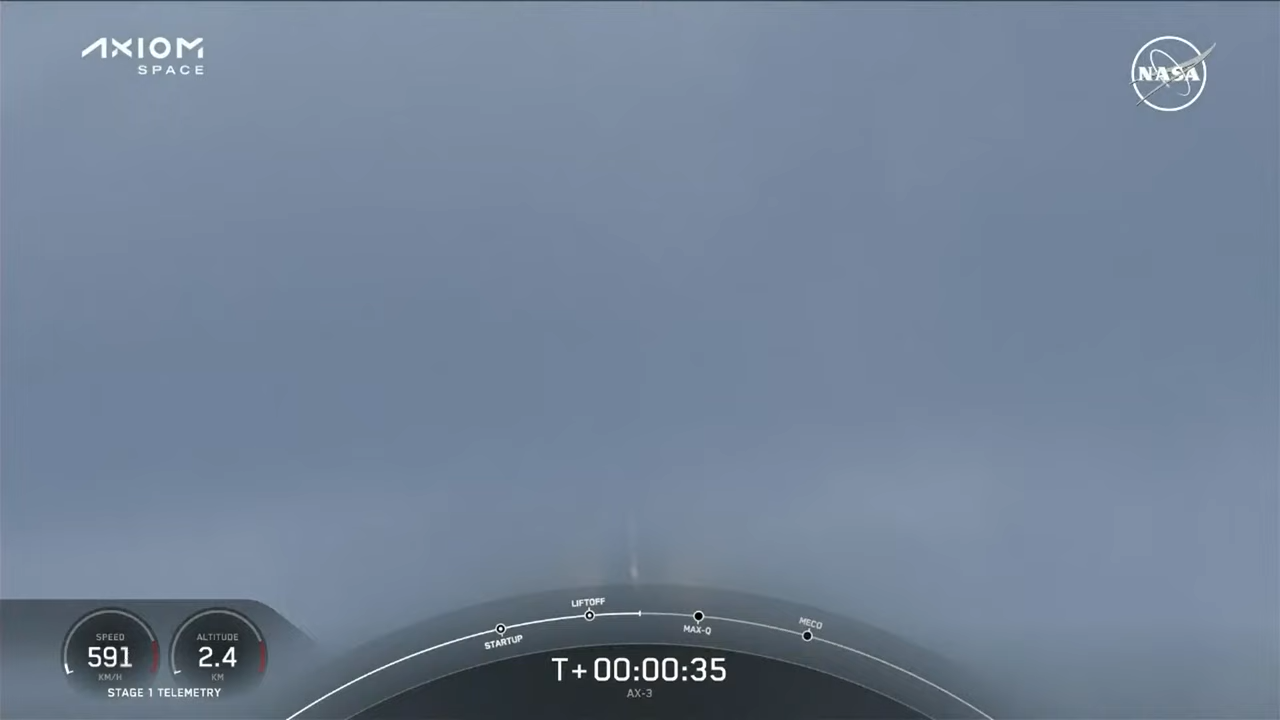 AXIOM
SPACE
NASA
LIFTOFF
STARTUP
MAX-Q
MECO
SPEED
591
KM/H
ALTITUDE
2.4
KM
STAGE 1 TELEMETRY
T+00:00:35
AX-3